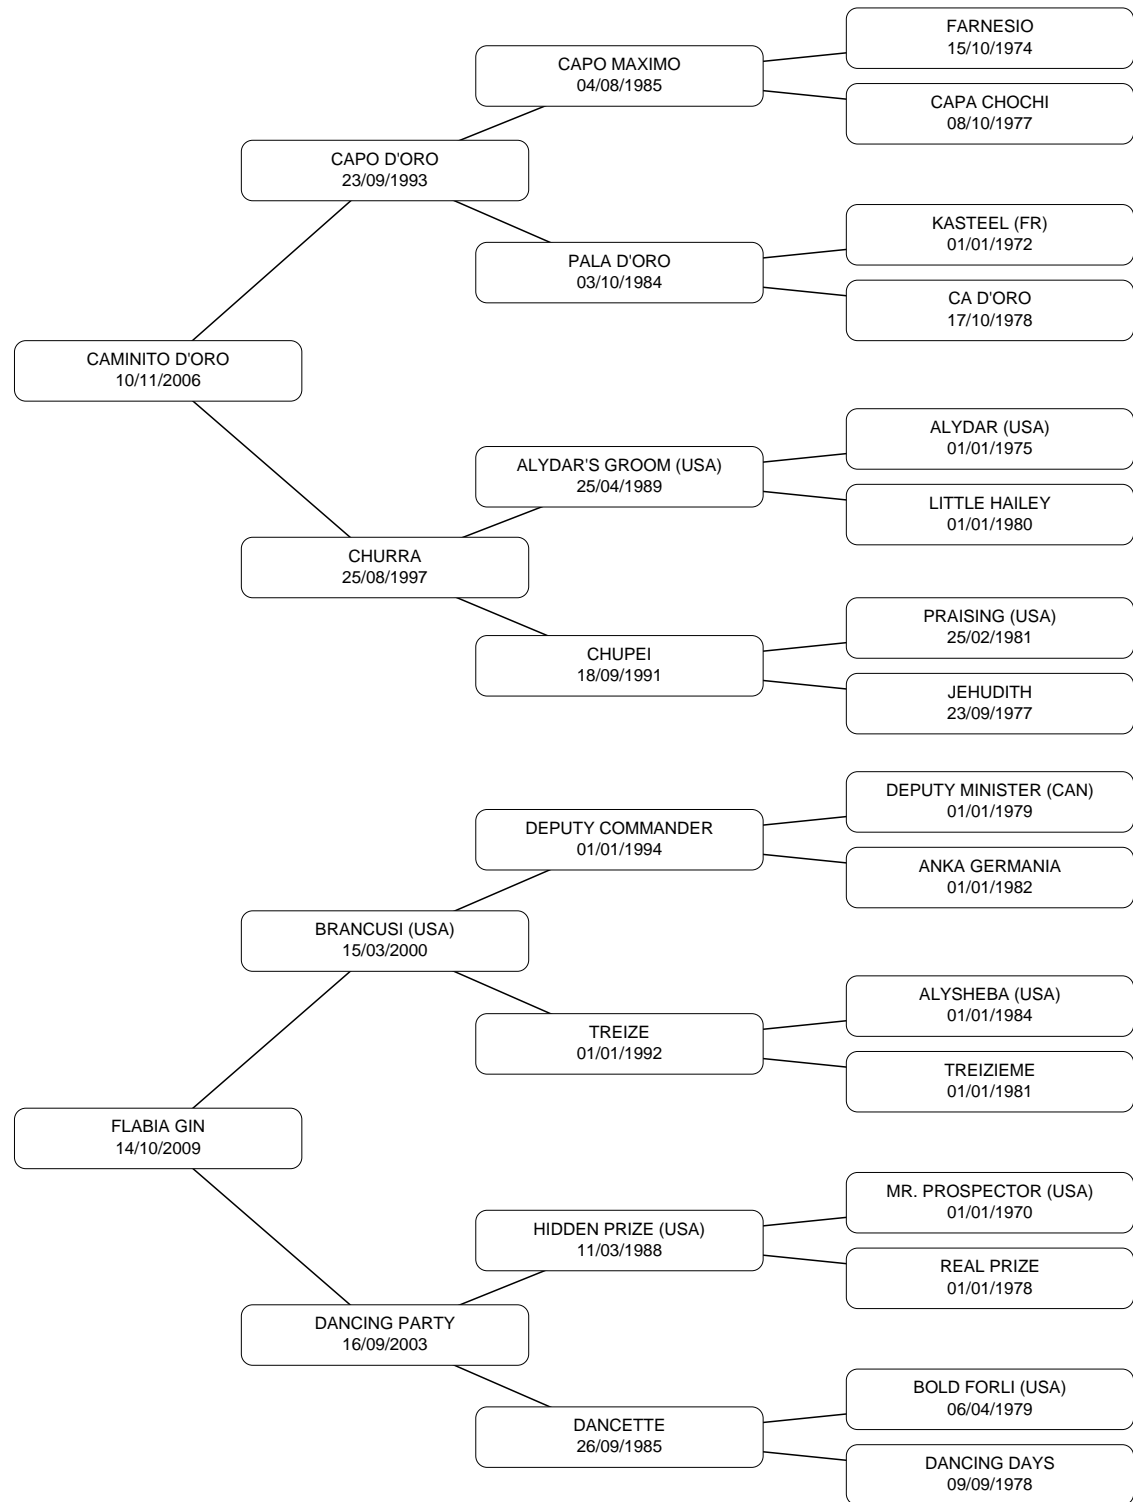 FARNESIO
15/10/1974
CAPO MAXIMO
04/08/1985
CAPA CHOCHI
08/10/1977
CAPO D'ORO
23/09/1993
KASTEEL (FR)
01/01/1972
PALA D'ORO
03/10/1984
CA D'ORO
17/10/1978
CAMINITO D'ORO
10/11/2006
ALYDAR (USA)
01/01/1975
ALYDAR'S GROOM (USA)
25/04/1989
LITTLE HAILEY
01/01/1980
CHURRA
25/08/1997
PRAISING (USA)
25/02/1981
CHUPEI
18/09/1991
JEHUDITH
23/09/1977
DEPUTY MINISTER (CAN)
01/01/1979
DEPUTY COMMANDER
01/01/1994
ANKA GERMANIA
01/01/1982
BRANCUSI (USA)
15/03/2000
ALYSHEBA (USA)
01/01/1984
TREIZE
01/01/1992
TREIZIEME
01/01/1981
FLABIA GIN
14/10/2009
MR. PROSPECTOR (USA)
01/01/1970
HIDDEN PRIZE (USA)
11/03/1988
REAL PRIZE
01/01/1978
DANCING PARTY
16/09/2003
BOLD FORLI (USA)
06/04/1979
DANCETTE
26/09/1985
DANCING DAYS
09/09/1978